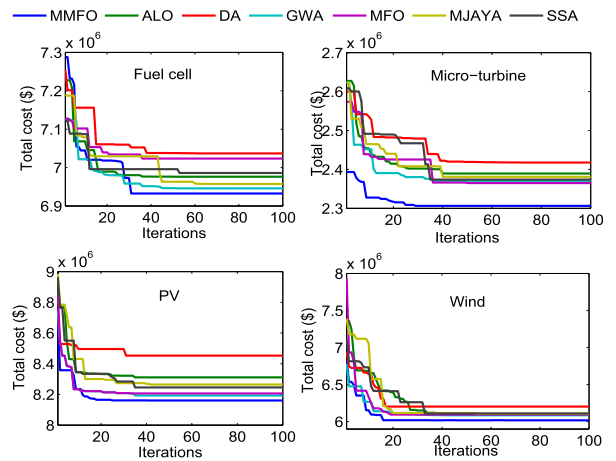 MMFO ALO DA GWA MFO MJAYA SSA
x 10^6
Fuel cell
Total cost ($)
7.3
7.2
7.1
7
6.9
20 40 60 80 100
Iterations
x 10^6
Micro−turbine
Total cost ($)
2.7
2.6
2.5
2.4
2.3
20 40 60 80 100
Iterations
x 10^6
PV
Total cost ($)
9
8.8
8.6
8.4
8.2
8
20 40 60 80 100
Iterations
x 10^6
Wind
Total cost ($)
8
7.5
7
6.5
6
20 40 60 80 100
Iterations